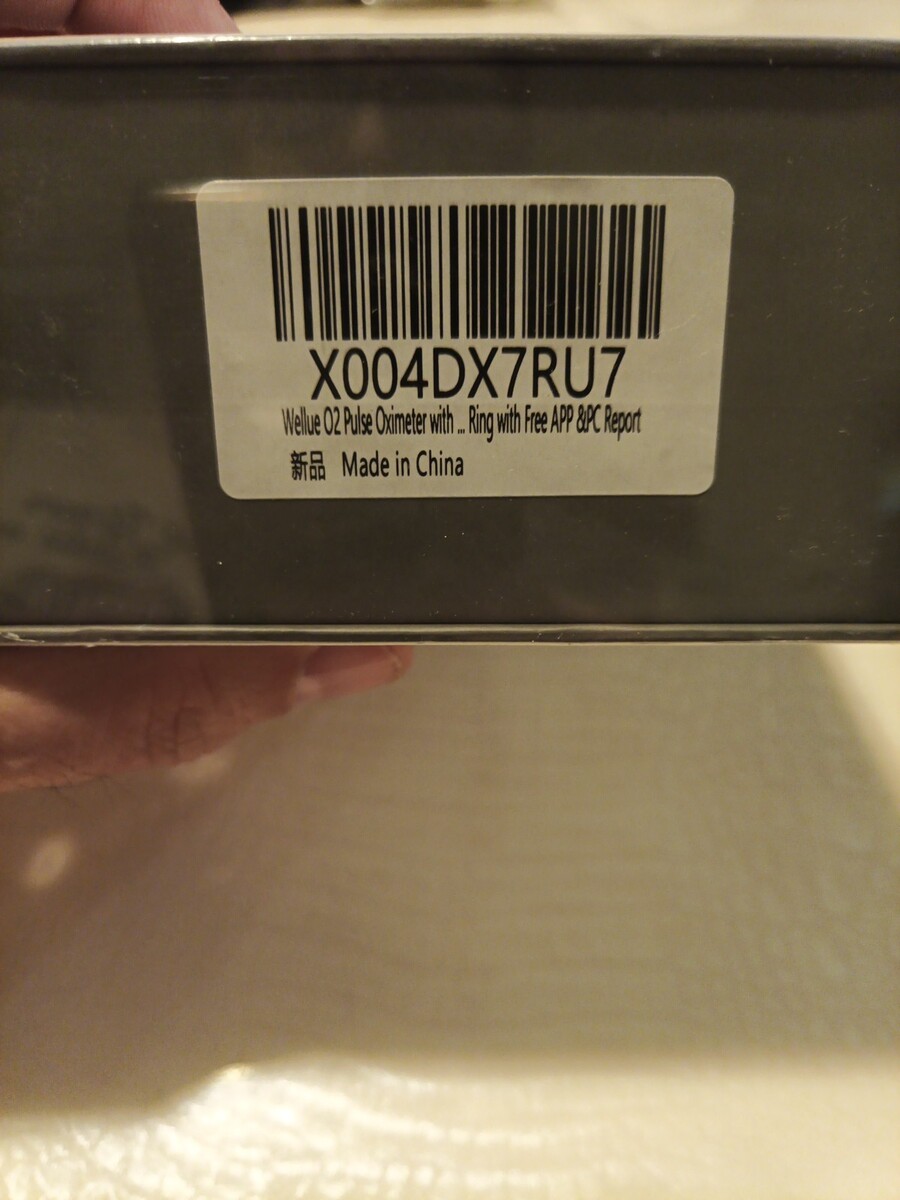 X004DX7RU7
Wellue O2 Pulse Oximeter with ... Ring with Free APP &PC Report
新品 Made in China